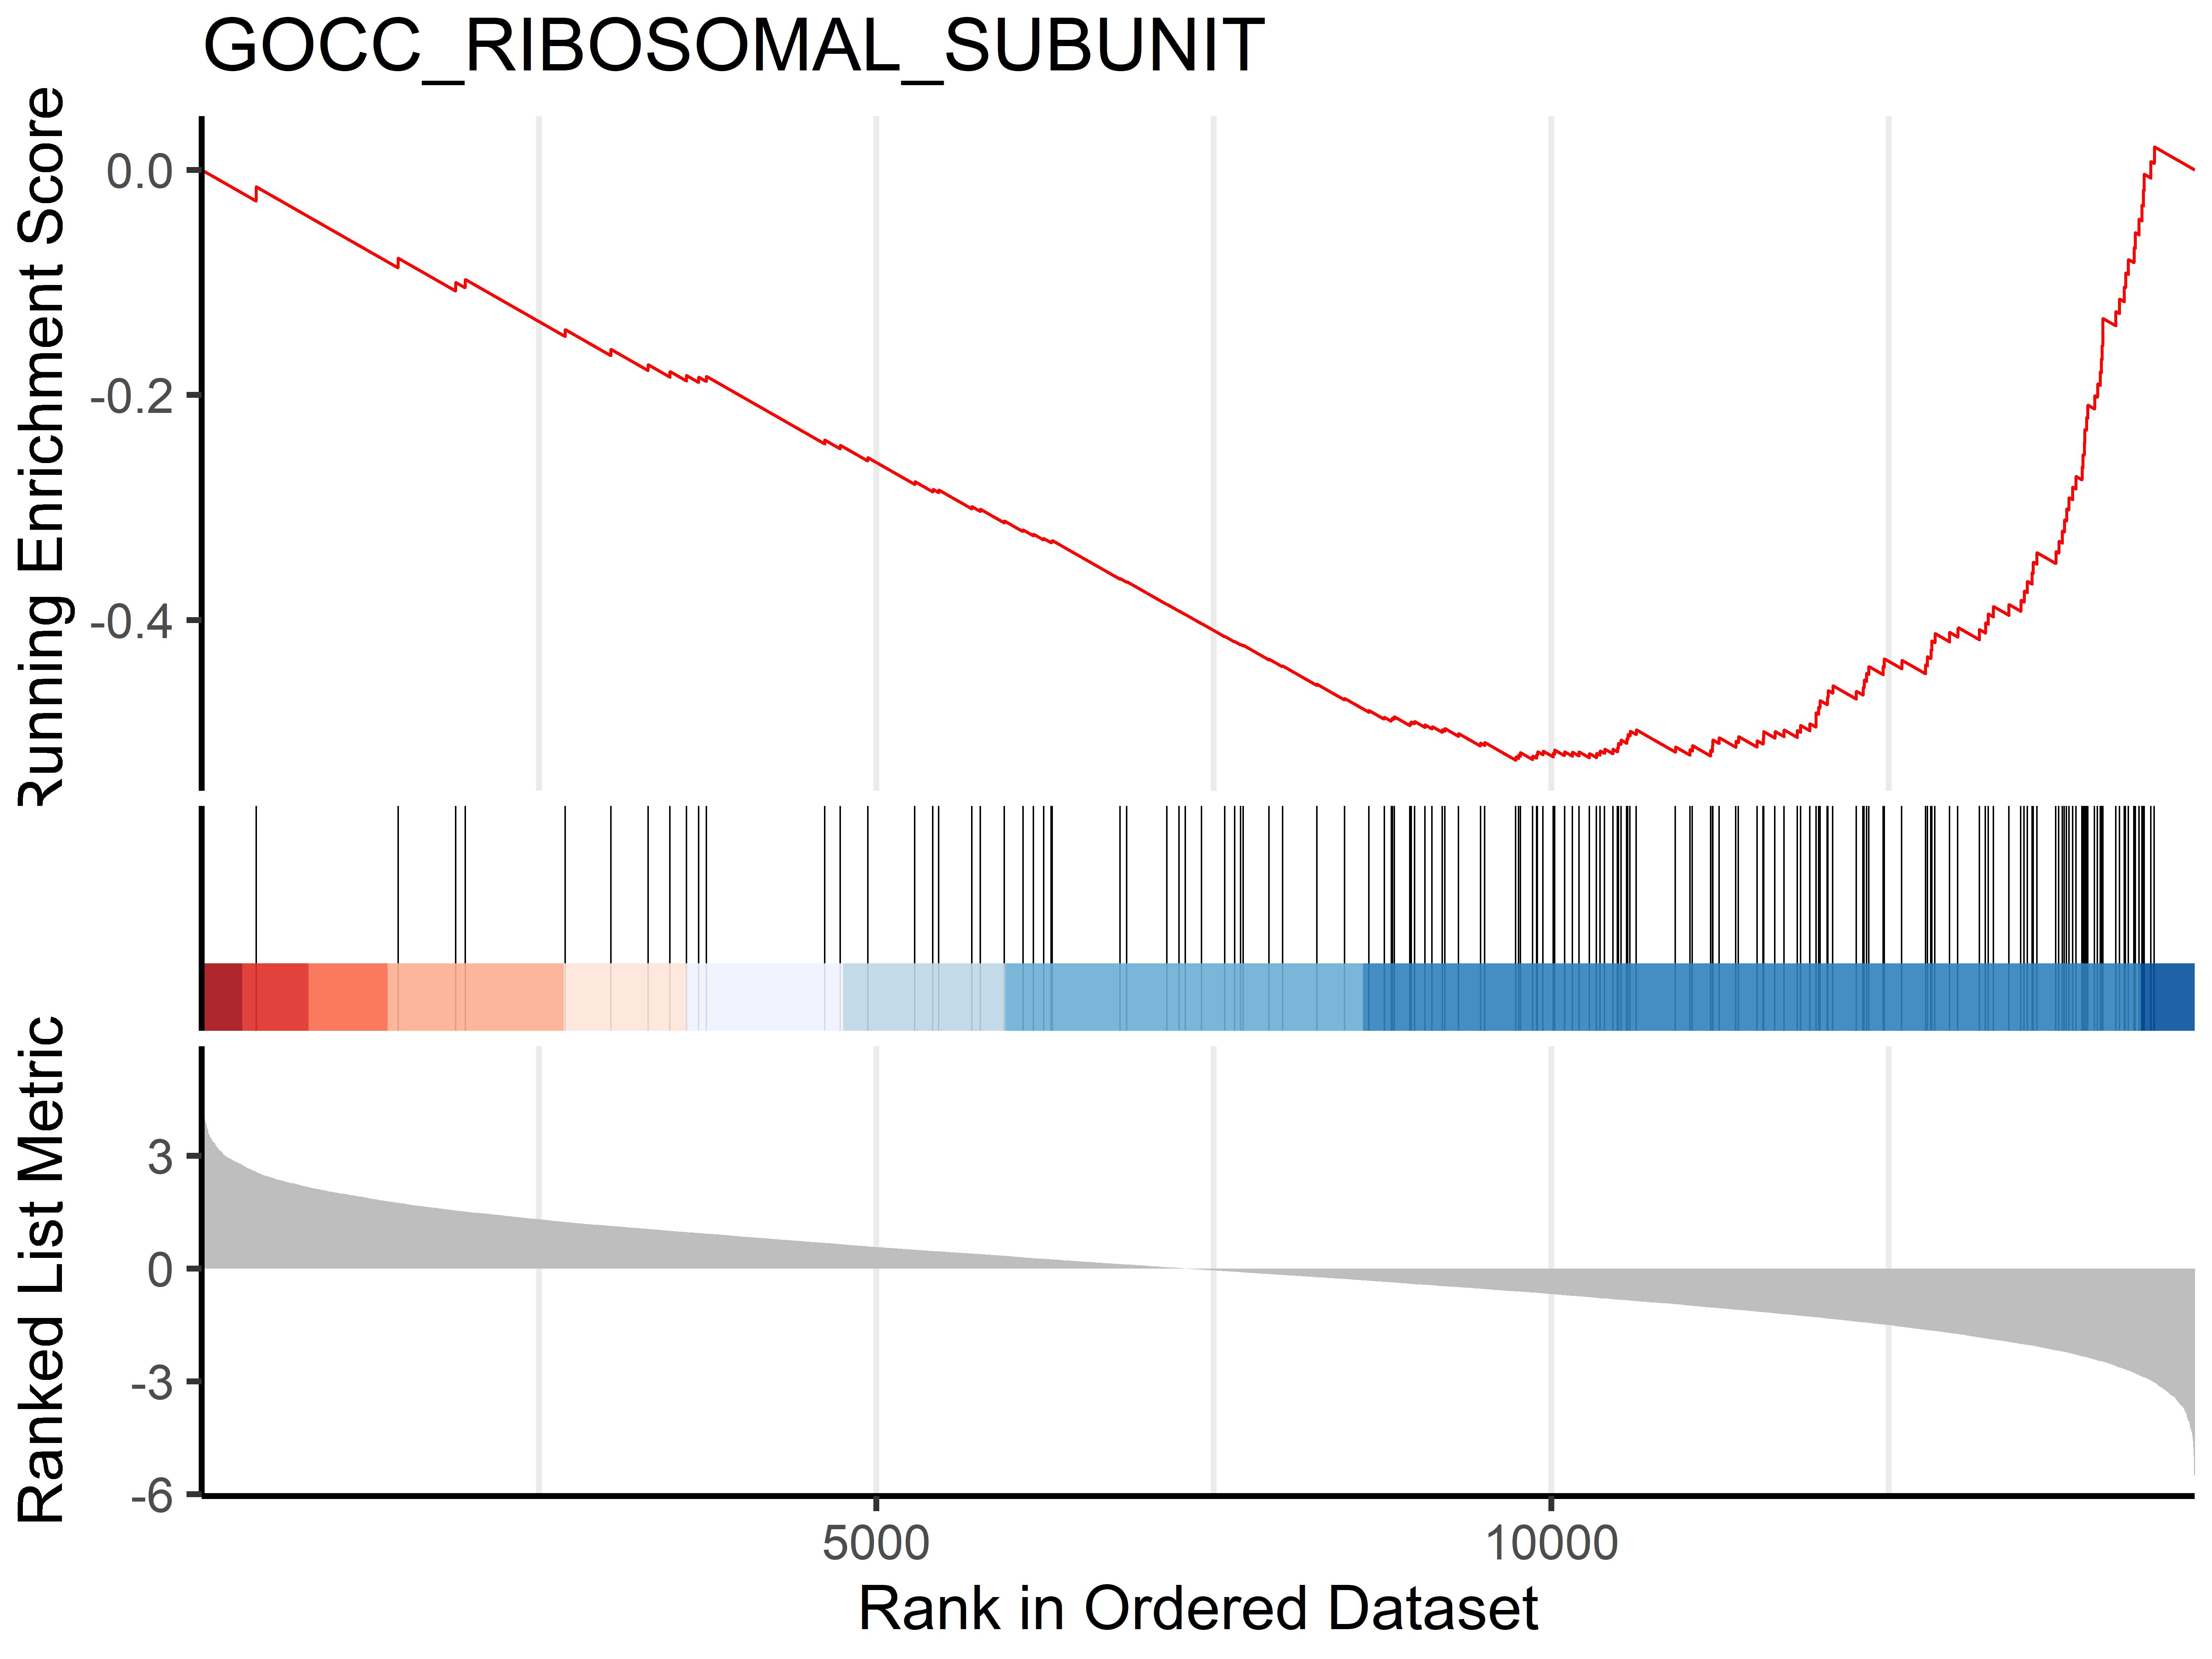 GOCC_RIBOSOMAL_SUBUNIT
Running Enrichment Score
0.0
-0.2
-0.4
Ranked List Metric
3
0
-3
-6
5000
10000
Rank in Ordered Dataset